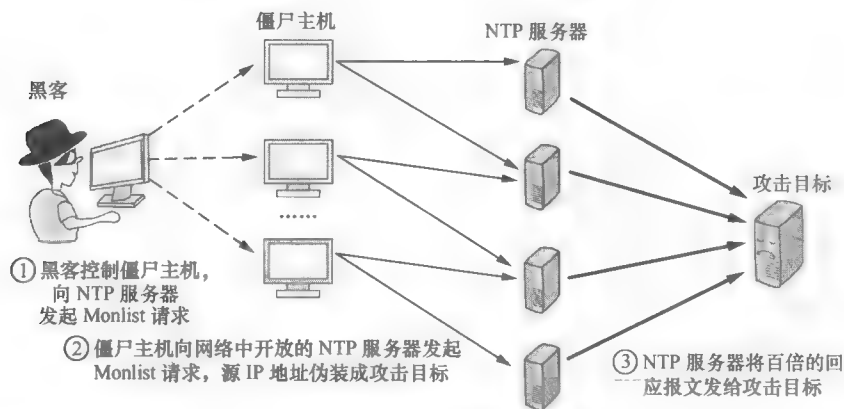 僵尸主机
NTP 服务器
黑客
攻击目标
……
①黑客控制僵尸主机，
向 NTP 服务器
发起 Monlist 请求
②僵尸主机向网络中开放的 NTP 服务器发起
Monlist 请求，源 IP 地址伪装成攻击目标
③NTP 服务器将百倍的回
应报文发给攻击目标